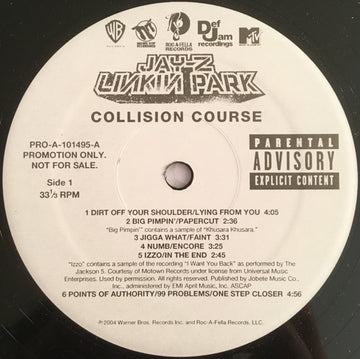 WB
ROC-A-FELLA
RECORDS
Def Jam
recordings
MTV
JAY-Z
LINKIN PARK
COLLISION COURSE
PRO-A-101495-A
PROMOTION ONLY.
NOT FOR SALE.
Side 1
33⅓ RPM
PARENTAL
ADVISORY
EXPLICIT CONTENT
1 DIRT OFF YOUR SHOULDER/LYING FROM YOU 4:05
2 BIG PIMPIN'/PAPERCUT 2:36
"Big Pimpin'" contains a sample of "Khusara Khusara."
3 JIGGA WHAT/FAINT 3:31
4 NUMB/ENCORE 3:25
5 IZZO/IN THE END 2:45
"Izzo" contains a sample of the recording "I Want You Back" as performed by The
Jackson 5. Courtesy of Motown Records under license from Universal Music
Enterprises. Used by permission. All rights reserved. Published by Jobete Music Co.,
Inc., administered by EMI April Music, Inc. ASCAP
6 POINTS OF AUTHORITY/99 PROBLEMS/ONE STEP CLOSER 4:56
℗2004 Warner Bros. Records Inc. and Roc-A-Fella Records, LLC.